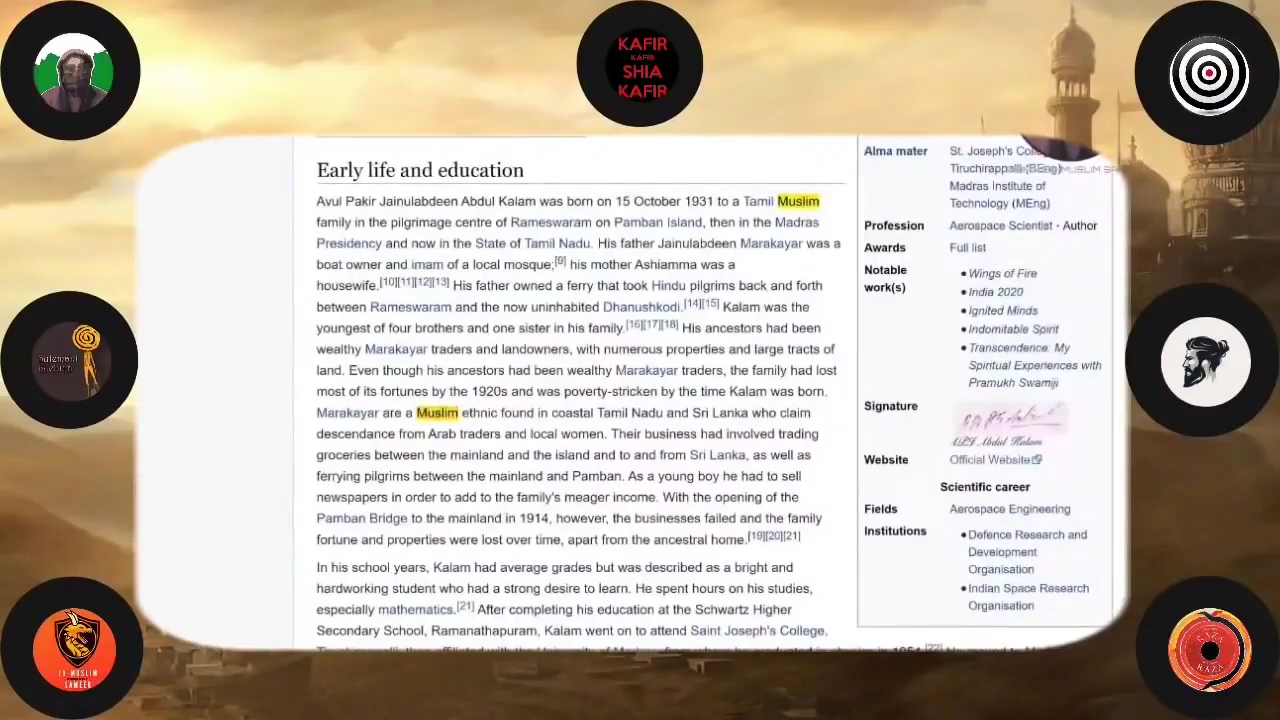 KAFIR
KAFIR
SHIA
KAFIR
Early life and education
Avul Pakir Jainulabdeen Abdul Kalam was born on 15 October 1931 to a Tamil Muslim
family in the pilgrimage centre of Rameswaram on Pamban Island, then in the Madras
Presidency and now in the State of Tamil Nadu. His father Jainulabdeen Marakayar was a
boat owner and imam of a local mosque;[9] his mother Ashiamma was a
housewife.[10][11][12][13] His father owned a ferry that took Hindu pilgrims back and forth
between Rameswaram and the now uninhabited Dhanushkodi.[14][15] Kalam was the
youngest of four brothers and one sister in his family.[16][17][18] His ancestors had been
wealthy Marakayar traders and landowners, with numerous properties and large tracts of
land. Even though his ancestors had been wealthy Marakayar traders, the family had lost
most of its fortunes by the 1920s and was poverty-stricken by the time Kalam was born.
Marakayar are a Muslim ethnic found in coastal Tamil Nadu and Sri Lanka who claim
descendance from Arab traders and local women. Their business had involved trading
groceries between the mainland and the island and to and from Sri Lanka, as well as
ferrying pilgrims between the mainland and Pamban. As a young boy he had to sell
newspapers in order to add to the family's meager income. With the opening of the
Pamban Bridge to the mainland in 1914, however, the businesses failed and the family
fortune and properties were lost over time, apart from the ancestral home.[19][20][21]
In his school years, Kalam had average grades but was described as a bright and
hardworking student who had a strong desire to learn. He spent hours on his studies,
especially mathematics.[21] After completing his education at the Schwartz Higher
Secondary School, Ramanathapuram, Kalam went on to attend Saint Joseph's College,
Alma mater
St. Joseph's
Tiruchirappalli (BEng)
MUSLIM
Madras Institute of
Technology (MEng)
Profession Aerospace Scientist · Author
Awards Full list
Notable
work(s)
• Wings of Fire
• India 2020
• Ignited Minds
• Indomitable Spirit
• Transcendence: My
Spiritual Experiences with
Pramukh Swamiji
Signature
APJ Abdul Kalam
Website Official Website
Scientific career
Fields Aerospace Engineering
Institutions
• Defence Research and
Development
Organisation
• Indian Space Research
Organisation
EX-MUSLIM
SAMEER
RAZA